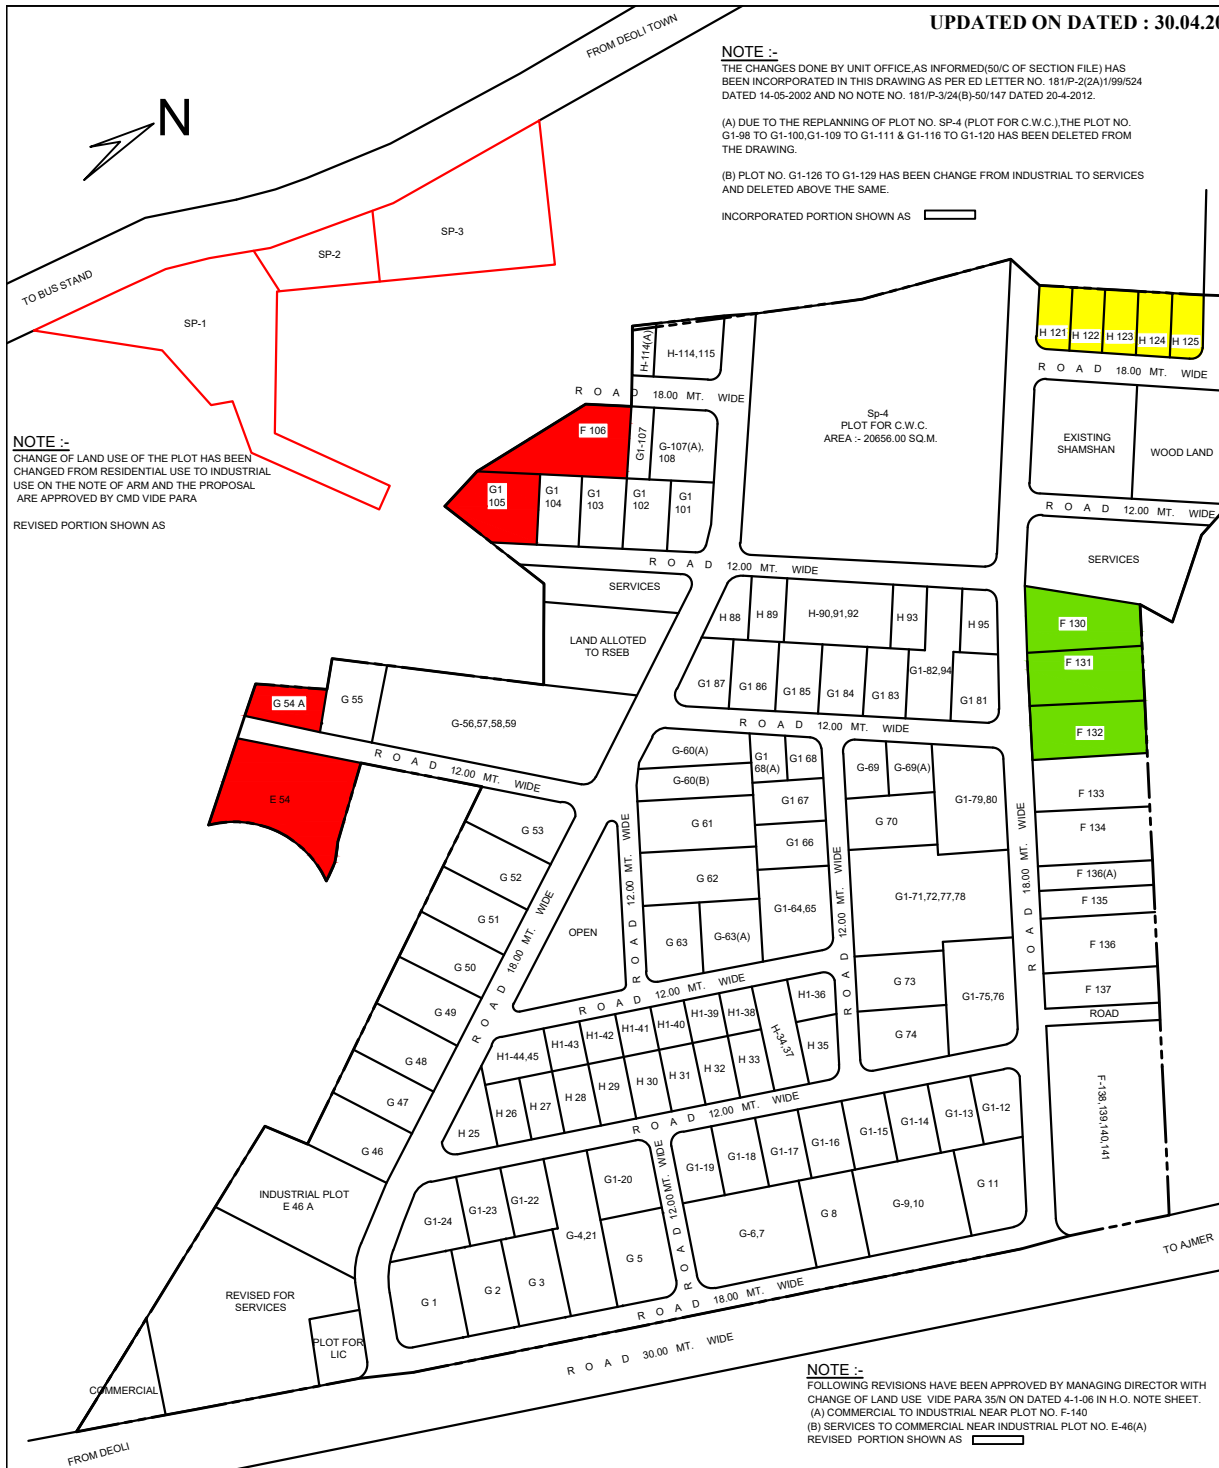 UPDATED ON DATED : 30.04.20
NOTE :-
THE CHANGES DONE BY UNIT OFFICE,AS INFORMED(50/C OF SECTION FILE) HAS
BEEN INCORPORATED IN THIS DRAWING AS PER ED LETTER NO. 181/P-2(2A)1/99/524
DATED 14-05-2002 AND NO NOTE NO. 181/P-3/24(B)-50/147 DATED 20-4-2012.
(A) DUE TO THE REPLANNING OF PLOT NO. SP-4 (PLOT FOR C.W.C.),THE PLOT NO.
G1-98 TO G1-100,G1-109 TO G1-111 & G1-116 TO G1-120 HAS BEEN DELETED FROM
THE DRAWING.
(B) PLOT NO. G1-126 TO G1-129 HAS BEEN CHANGE FROM INDUSTRIAL TO SERVICES
AND DELETED ABOVE THE SAME.
INCORPORATED PORTION SHOWN AS
FROM DEOLI TOWN
N
SP-3
SP-2
SP-1
TO BUS STAND
NOTE :-
CHANGE OF LAND USE OF THE PLOT HAS BEEN
CHANGED FROM RESIDENTIAL USE TO INDUSTRIAL
USE ON THE NOTE OF ARM AND THE PROPOSAL
ARE APPROVED BY CMD VIDE PARA
REVISED PORTION SHOWN AS
H-114(A)
H-114,115
ROAD 18.00 MT. WIDE
F 106
G1-107
G-107(A),
108
G1
105
G1
104
G1
103
G1
102
G1
101
Sp-4
PLOT FOR C.W.C.
AREA :- 20656.00 SQ.M.
H 121
H 122
H 123
H 124
H 125
ROAD 18.00 MT. WIDE
EXISTING
SHAMSHAN
WOOD LAND
ROAD 12.00 MT. WIDE
SERVICES
ROAD 12.00 MT. WIDE
SERVICES
LAND ALLOTED
TO RSEB
H 88
H 89
H-90,91,92
H 93
H 95
G1 87
G1 86
G1 85
G1 84
G1 83
G1-82,94
G1 81
F 130
F 131
F 132
F 133
F 134
F 136(A)
F 135
F 136
F 137
ROAD
F-138,139,140,141
G 54 A
G 55
G-56,57,58,59
ROAD 12.00 MT. WIDE
E 54
ROAD 12.00 MT. WIDE
G-60(A)
G-60(B)
G1
68(A)
G1 68
G1 67
G1 66
G 61
G 62
G1-64,65
G 63
G-63(A)
G-69
G-69(A)
G 70
G1-79,80
G1-71,72,77,78
G 73
G 74
G1-75,76
ROAD 12.00 MT. WIDE
ROAD 12.00 MT. WIDE
ROAD 18.00 MT. WIDE
G 53
G 52
G 51
G 50
G 49
G 48
G 47
G 46
OPEN
ROAD 18.00 MT. WIDE
ROAD 12.00 MT. WIDE
H1-44,45
H1-43
H1-42
H1-41
H1-40
H1-39
H1-38
H-34,37
H1-36
H 35
H 25
H 26
H 27
H 28
H 29
H 30
H 31
H 32
H 33
ROAD 12.00 MT. WIDE
INDUSTRIAL PLOT
E 46 A
REVISED FOR
SERVICES
PLOT FOR
LIC
COMMERCIAL
G1-24
G1-23
G1-22
G-4,21
G1-20
G 1
G 2
G 3
G 5
ROAD 12.00 MT. WIDE
G1-19
G1-18
G1-17
G1-16
G1-15
G1-14
G1-13
G1-12
G-6,7
G 8
G-9,10
G 11
ROAD 18.00 MT. WIDE
ROAD 30.00 MT. WIDE
TO AJMER
FROM DEOLI
NOTE :-
FOLLOWING REVISIONS HAVE BEEN APPROVED BY MANAGING DIRECTOR WITH
CHANGE OF LAND USE VIDE PARA 35/N ON DATED 4-1-06 IN H.O. NOTE SHEET.
(A) COMMERCIAL TO INDUSTRIAL NEAR PLOT NO. F-140
(B) SERVICES TO COMMERCIAL NEAR INDUSTRIAL PLOT NO. E-46(A)
REVISED PORTION SHOWN AS